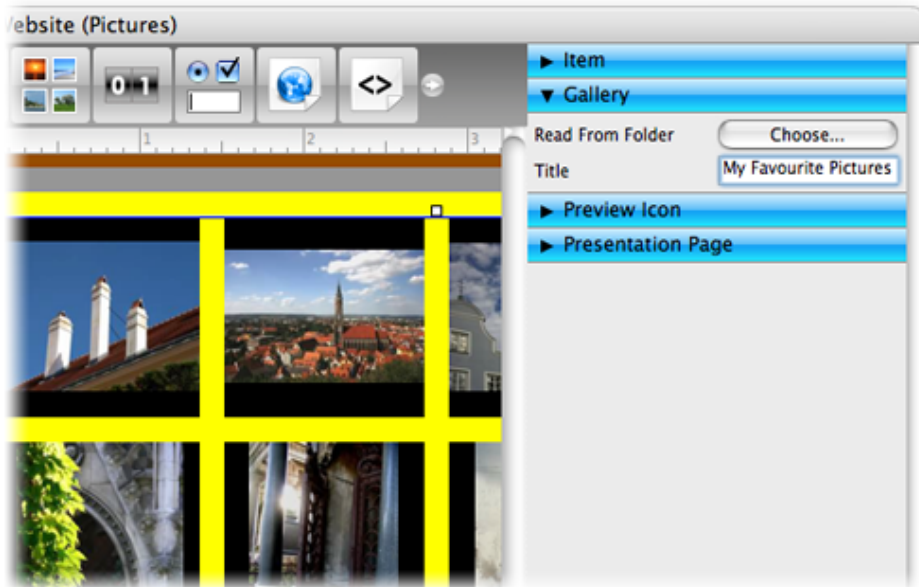 ebsite (Pictures)
0 1
<>
1 2 3
▶ Item
▼ Gallery
Read From Folder Choose...
Title My Favourite Pictures
▶ Preview Icon
▶ Presentation Page